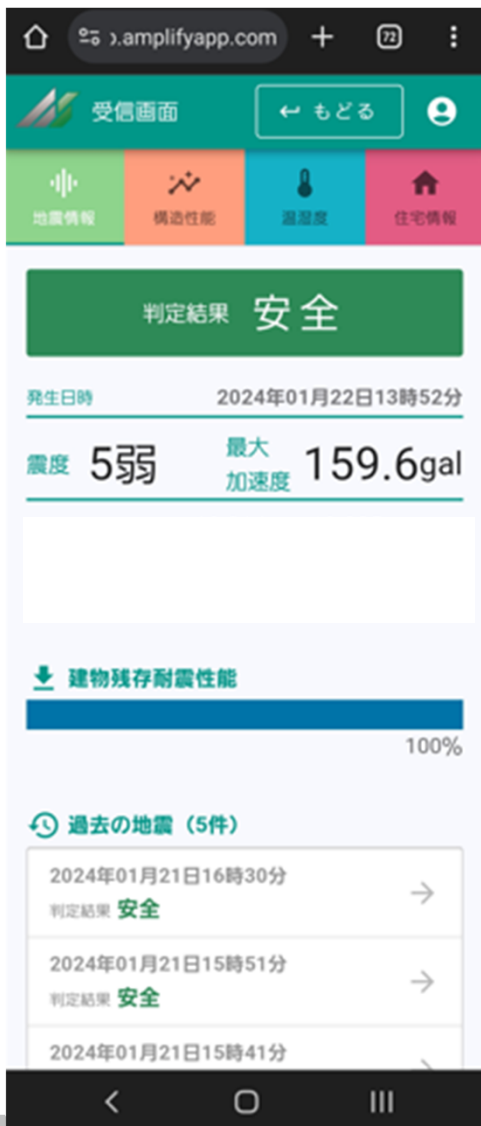 .amplifyapp.com
72
受信画面
もどる
地震情報
構造性能
温湿度
住宅情報
判定結果 安全
発生日時 2024年01月22日13時52分
震度 5弱 最大加速度 159.6gal
建物残存耐震性能
100%
過去の地震（5件）
2024年01月21日16時30分
判定結果 安全
2024年01月21日15時51分
判定結果 安全
2024年01月21日15時41分